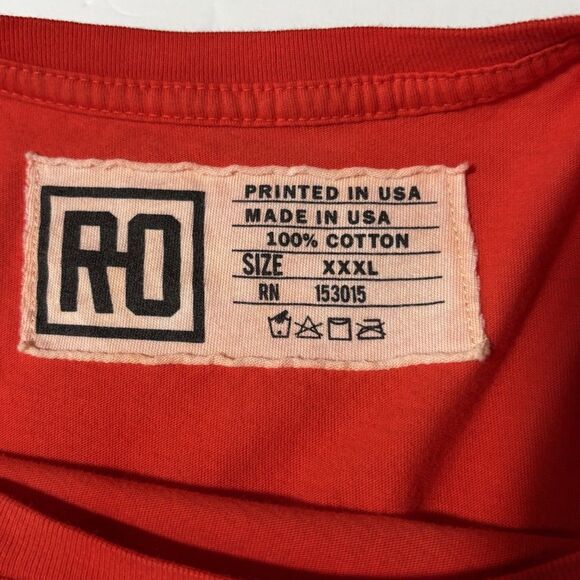 R-O
PRINTED IN USA
MADE IN USA
100% COTTON
SIZE XXXL
RN 153015